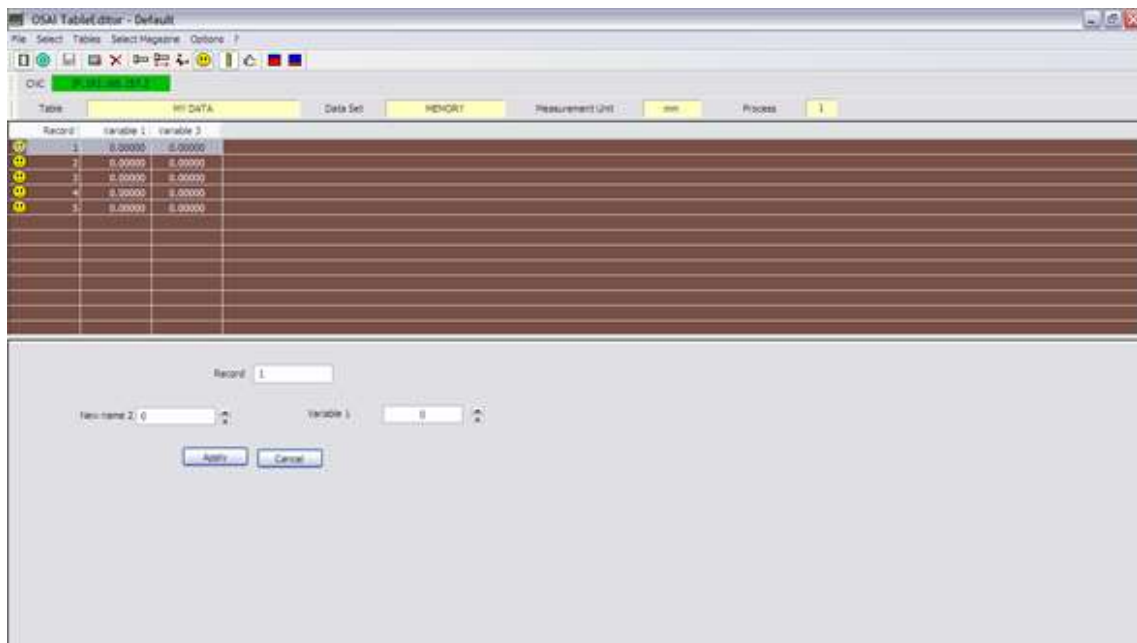 OSAI TableEditor - Default
File Select Tables Select Magazine Options ?
CNC
Table MY DATA Data Set MEMORY Measurement Unit mm Process 1
Record Variable 1 Variable 3
1 0.00000 0.00000
2 0.00000 0.00000
3 0.00000 0.00000
4 0.00000 0.00000
5 0.00000 0.00000
Record 1
New name 2 0 Variable 1 0
Apply Cancel